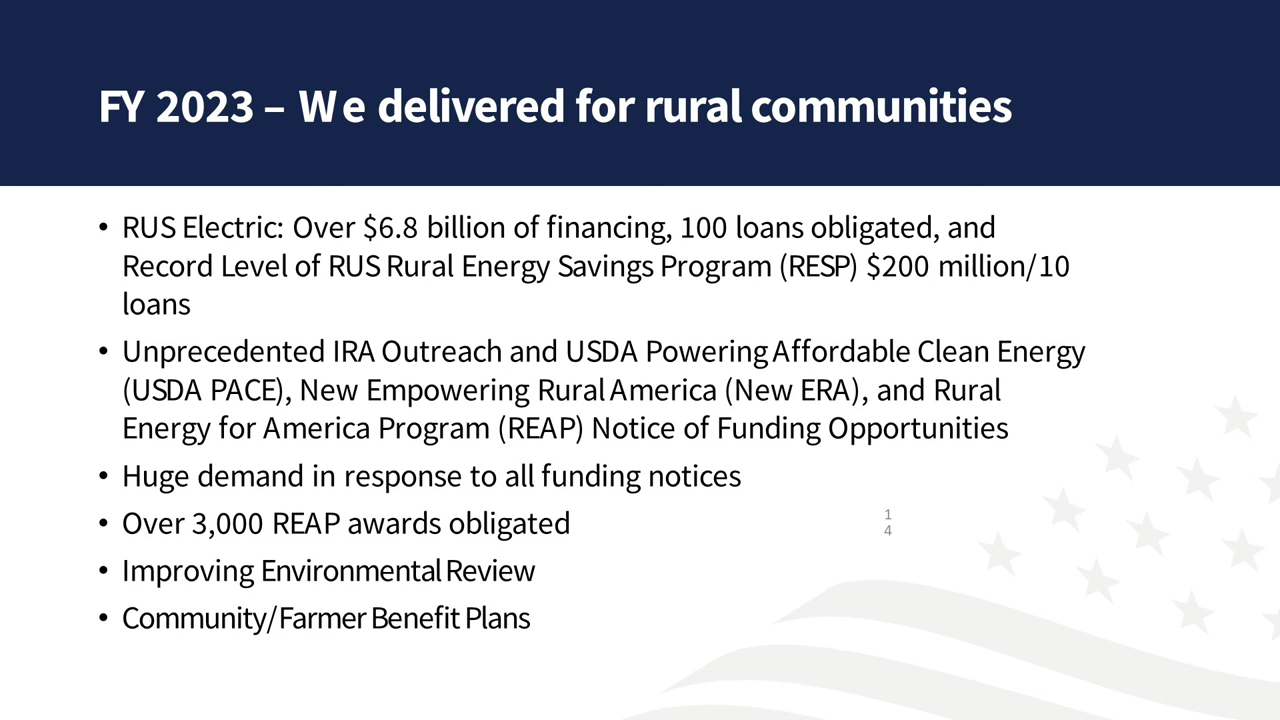 FY 2023 – We delivered for rural communities
• RUS Electric: Over $6.8 billion of financing, 100 loans obligated, and
Record Level of RUS Rural Energy Savings Program (RESP) $200 million/10
loans
• Unprecedented IRA Outreach and USDA Powering Affordable Clean Energy
(USDA PACE), New Empowering Rural America (New ERA), and Rural
Energy for America Program (REAP) Notice of Funding Opportunities
• Huge demand in response to all funding notices
• Over 3,000 REAP awards obligated
1
4
• Improving Environmental Review
• Community/Farmer Benefit Plans